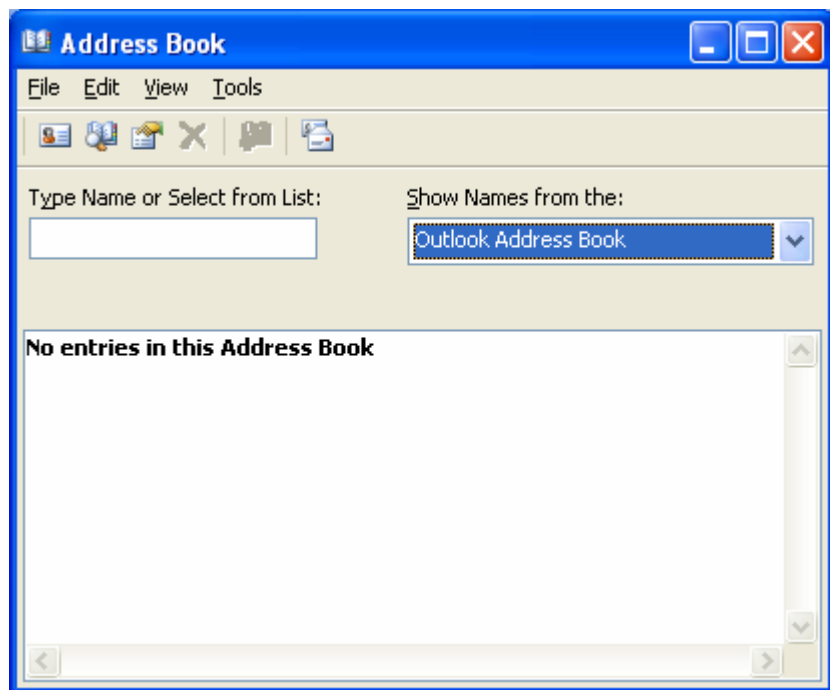 Address Book
File Edit View Tools
Type Name or Select from List: Show Names from the:
Outlook Address Book
No entries in this Address Book